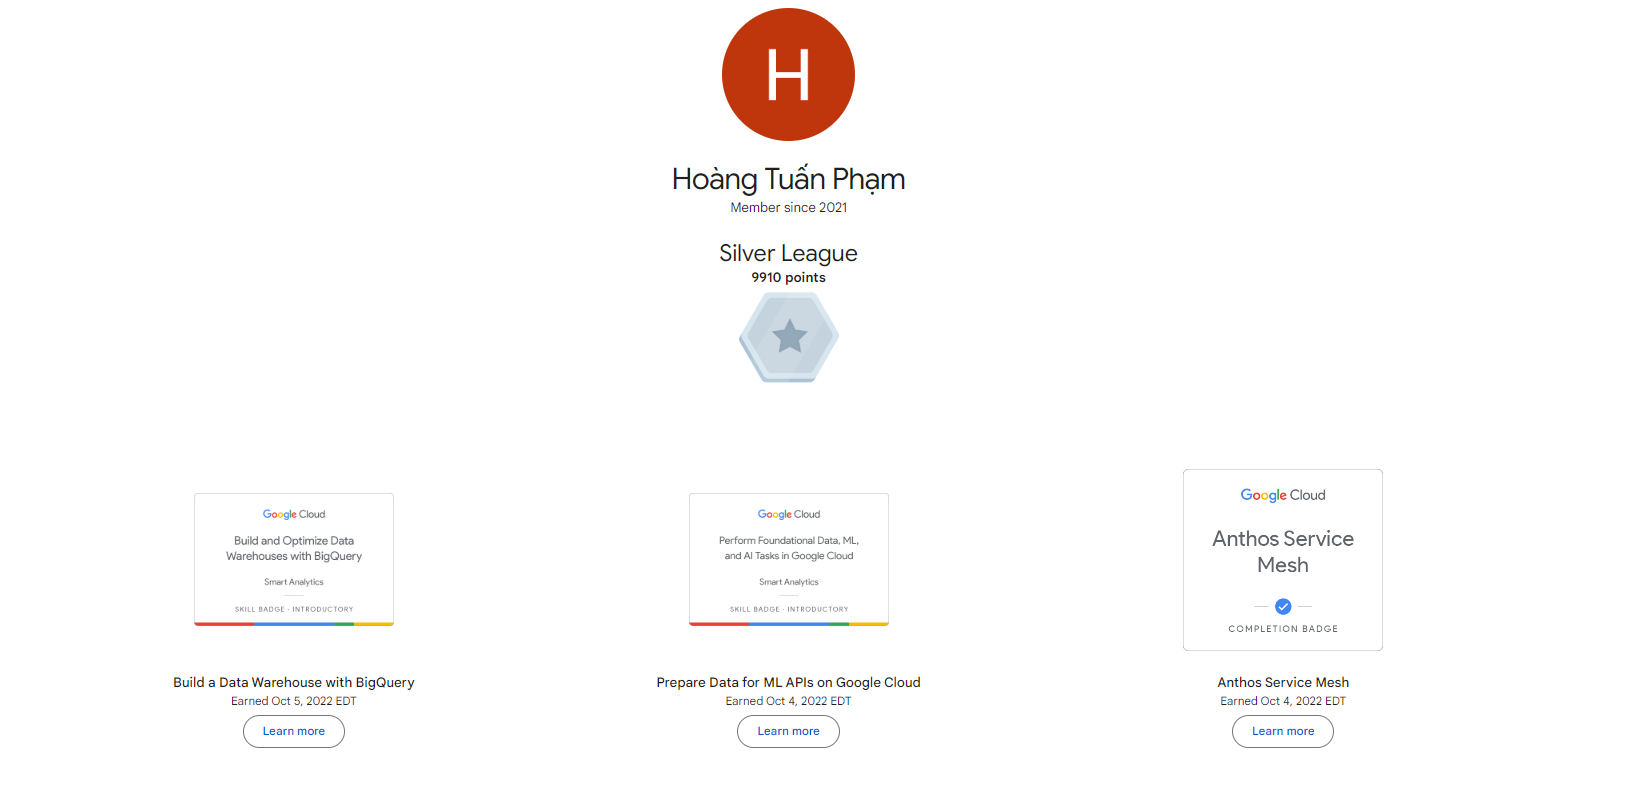 H
Hoàng Tuấn Phạm
Member since 2021
Silver League
9910 points
Google Cloud
Build and Optimize Data
Warehouses with BigQuery
Smart Analytics
SKILL BADGE · INTRODUCTORY
Build a Data Warehouse with BigQuery
Earned Oct 5, 2022 EDT
Learn more
Google Cloud
Perform Foundational Data, ML,
and AI Tasks in Google Cloud
Smart Analytics
SKILL BADGE · INTRODUCTORY
Prepare Data for ML APIs on Google Cloud
Earned Oct 4, 2022 EDT
Learn more
Google Cloud
Anthos Service
Mesh
COMPLETION BADGE
Anthos Service Mesh
Earned Oct 4, 2022 EDT
Learn more